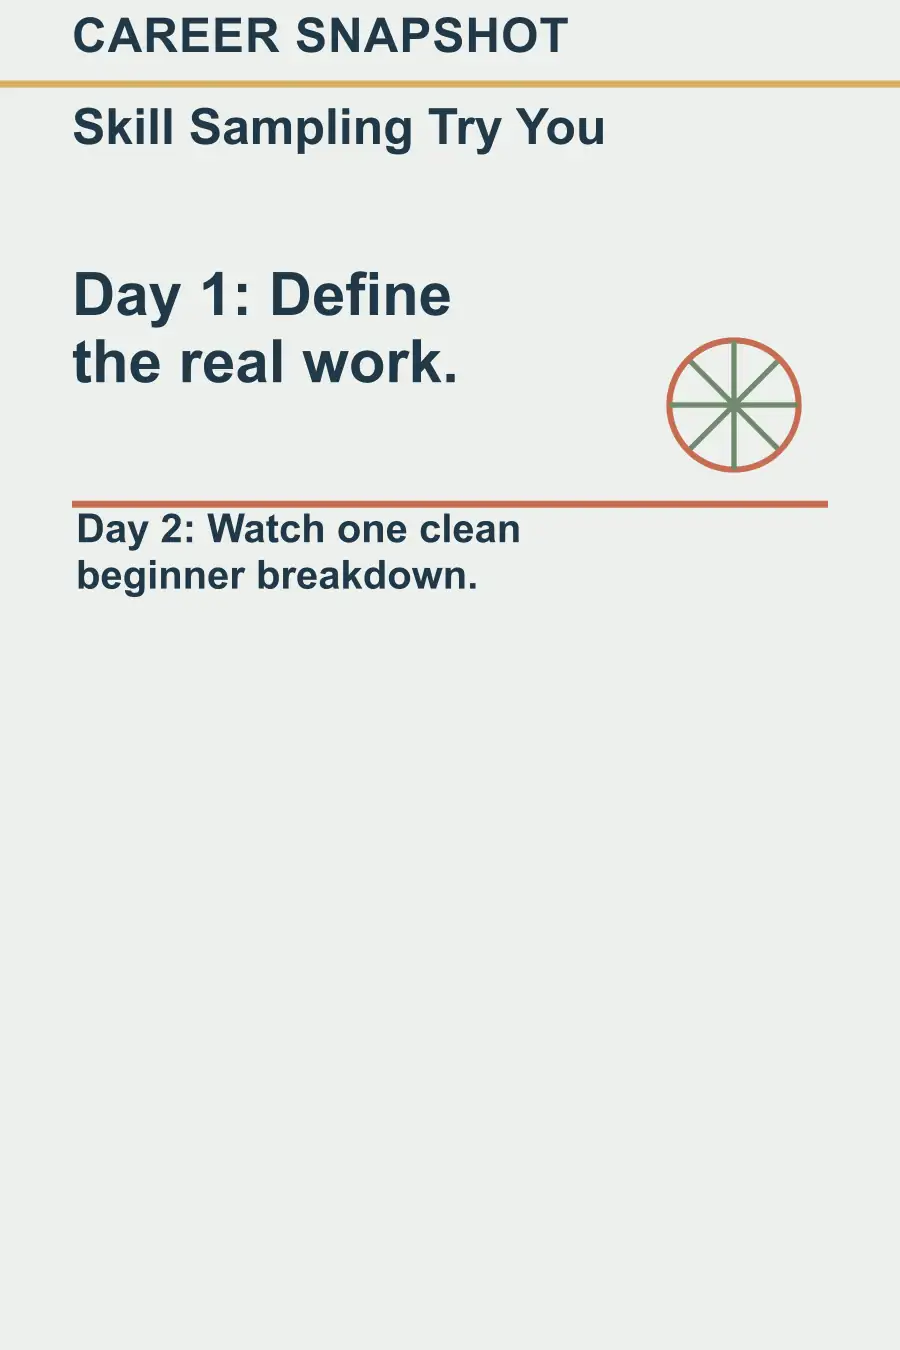 CAREER SNAPSHOT
Skill Sampling Try You
Day 1: Define
the real work.
Day 2: Watch one clean
beginner breakdown.